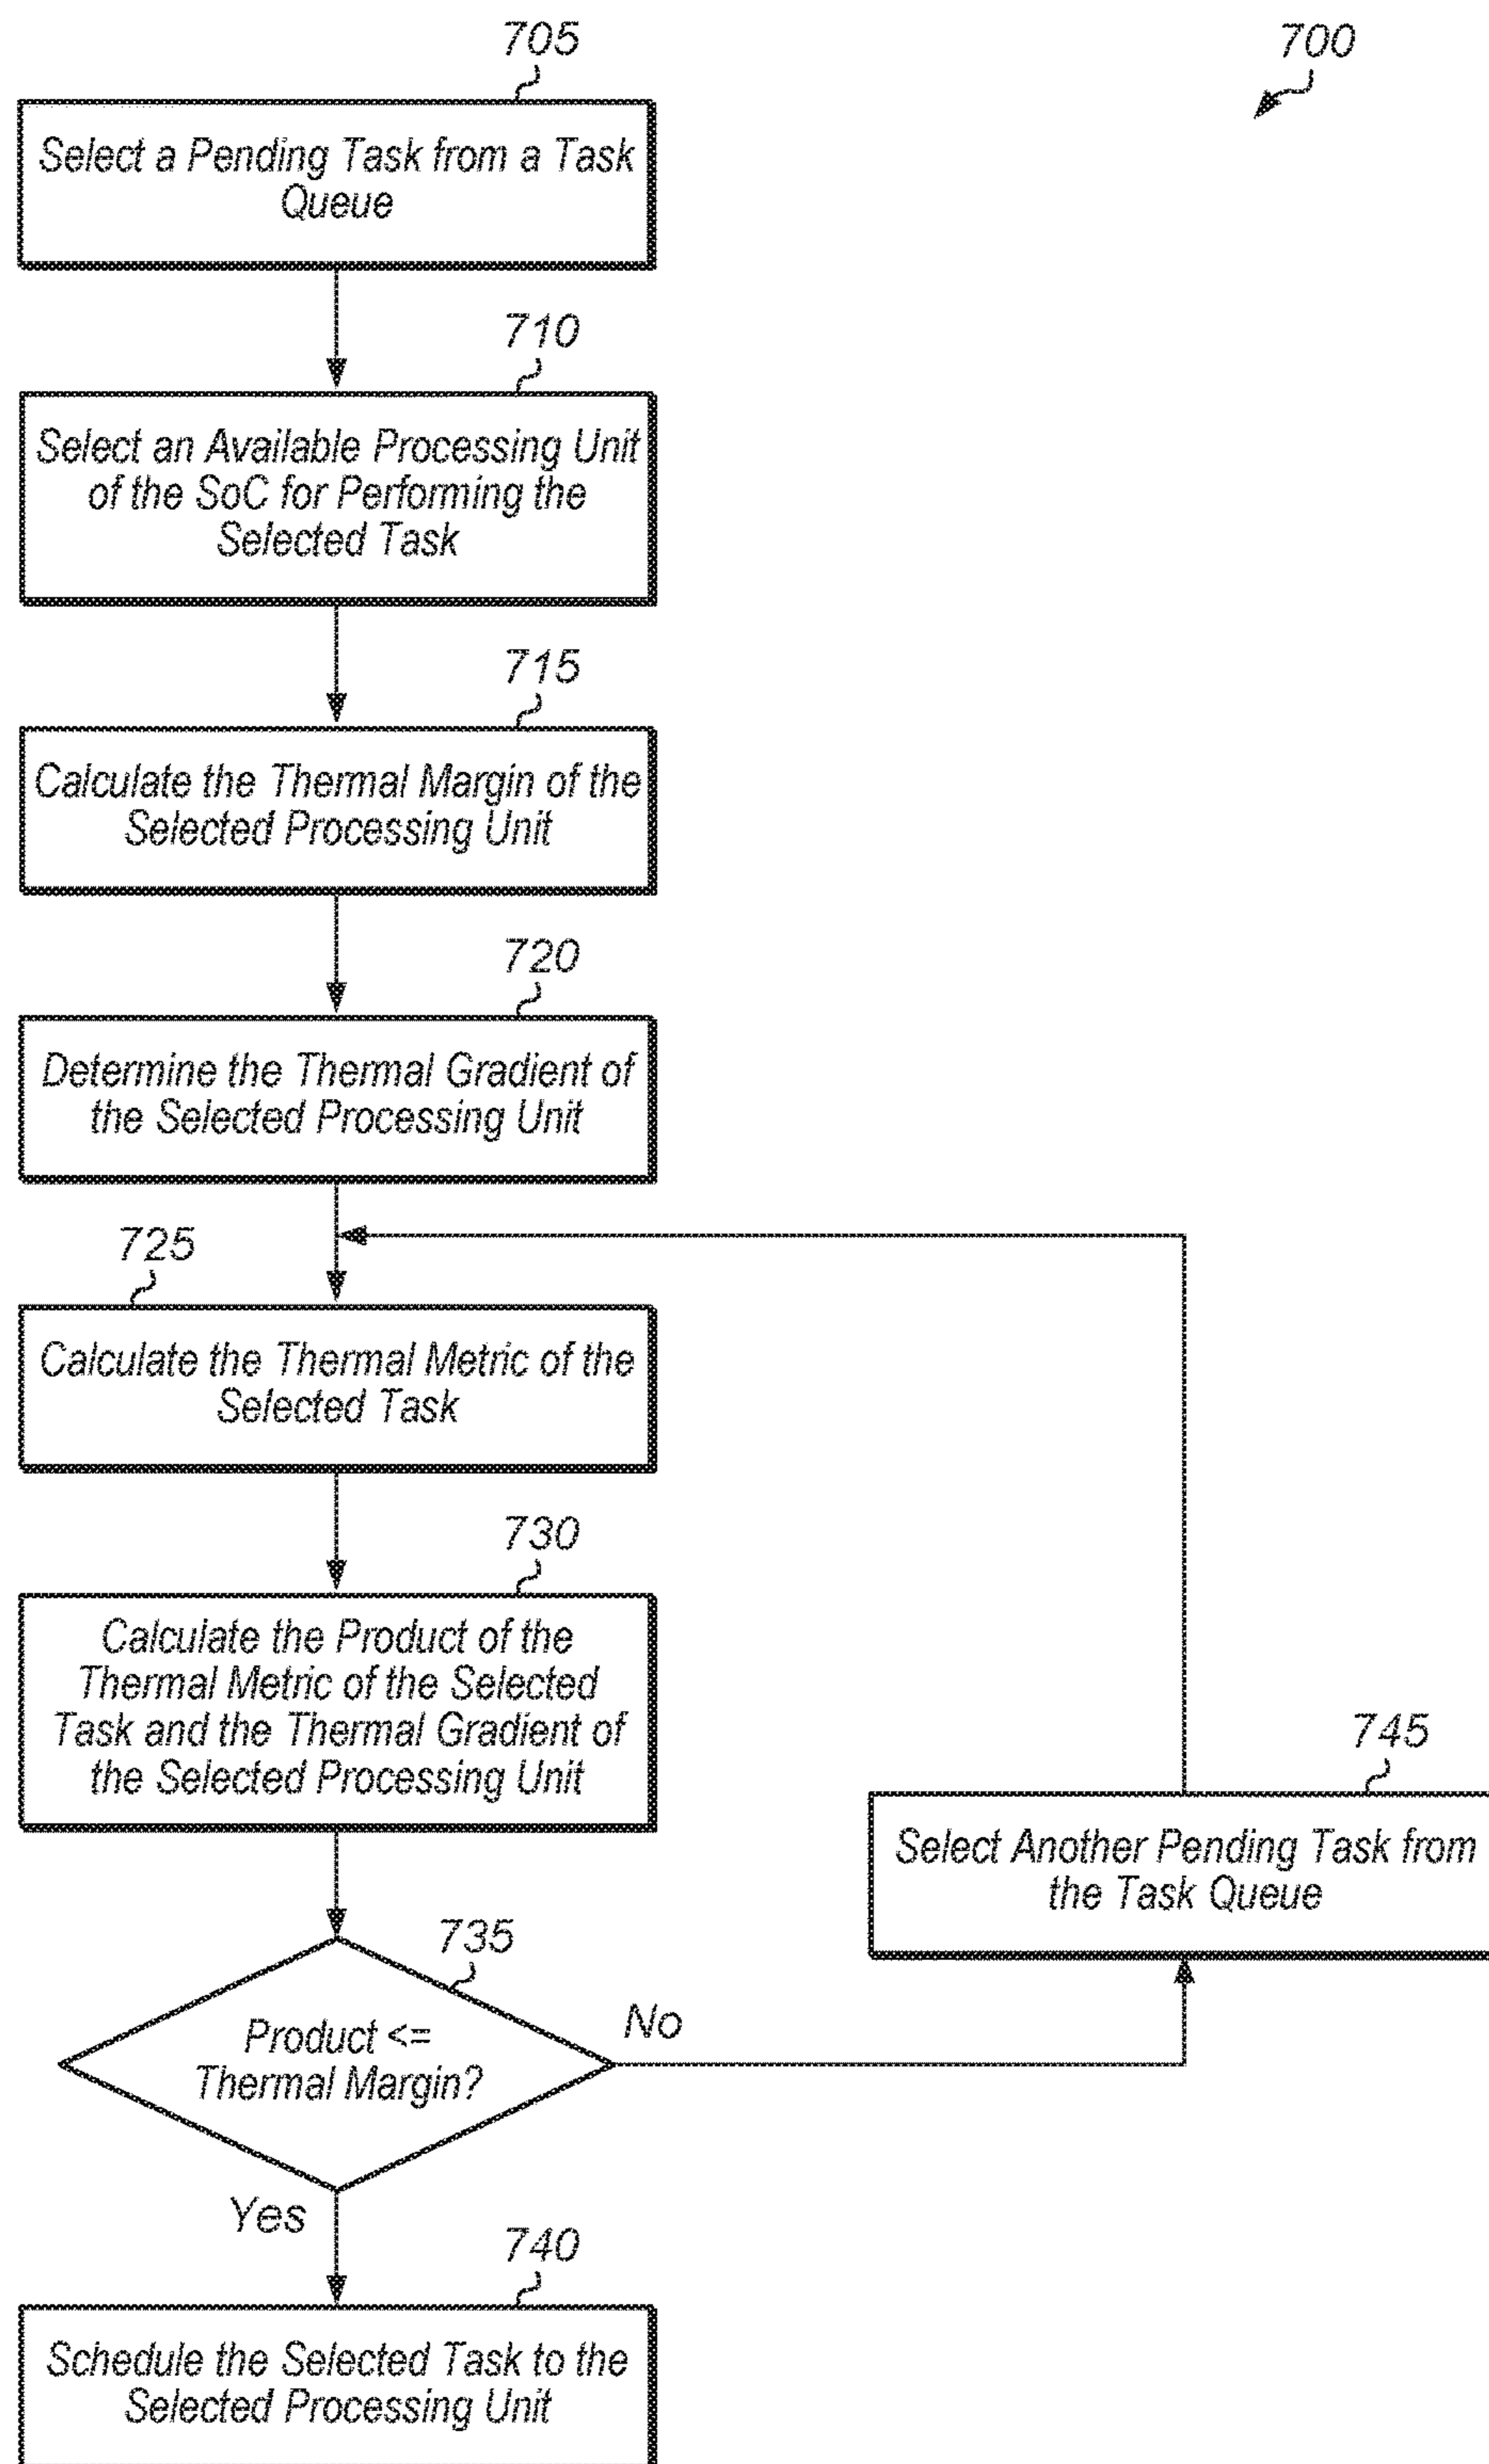 705
700
Select a Pending Task from a Task
Queue
710
Select an Available Processing Unit
of the SoC for Performing the
Selected Task
715
Calculate the Thermal Margin of the
Selected Processing Unit
720
Determine the Thermal Gradient of
the Selected Processing Unit
725
Calculate the Thermal Metric of the
Selected Task
730
Calculate the Product of the
Thermal Metric of the Selected
Task and the Thermal Gradient of
the Selected Processing Unit
745
Select Another Pending Task from
the Task Queue
735
No
Product <=
Thermal Margin?
Yes
740
Schedule the Selected Task to the
Selected Processing Unit